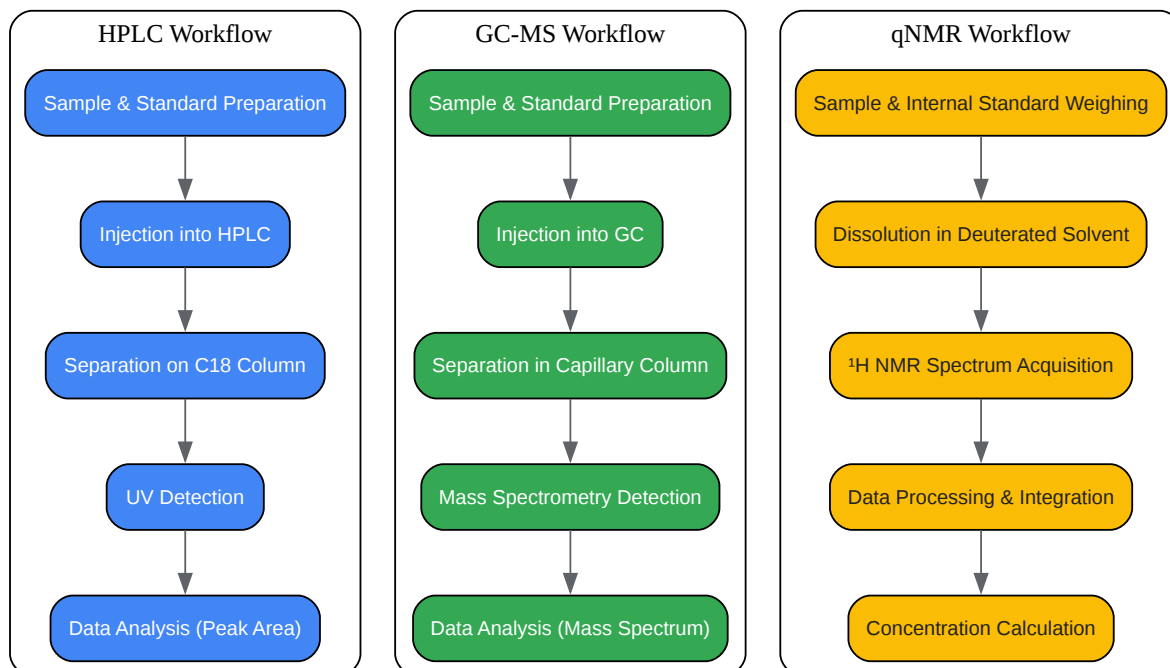 HPLC Workflow
Sample & Standard Preparation
Injection into HPLC
Separation on C18 Column
UV Detection
Data Analysis (Peak Area)
GC-MS Workflow
Sample & Standard Preparation
Injection into GC
Separation in Capillary Column
Mass Spectrometry Detection
Data Analysis (Mass Spectrum)
qNMR Workflow
Sample & Internal Standard Weighing
Dissolution in Deuterated Solvent
¹H NMR Spectrum Acquisition
Data Processing & Integration
Concentration Calculation